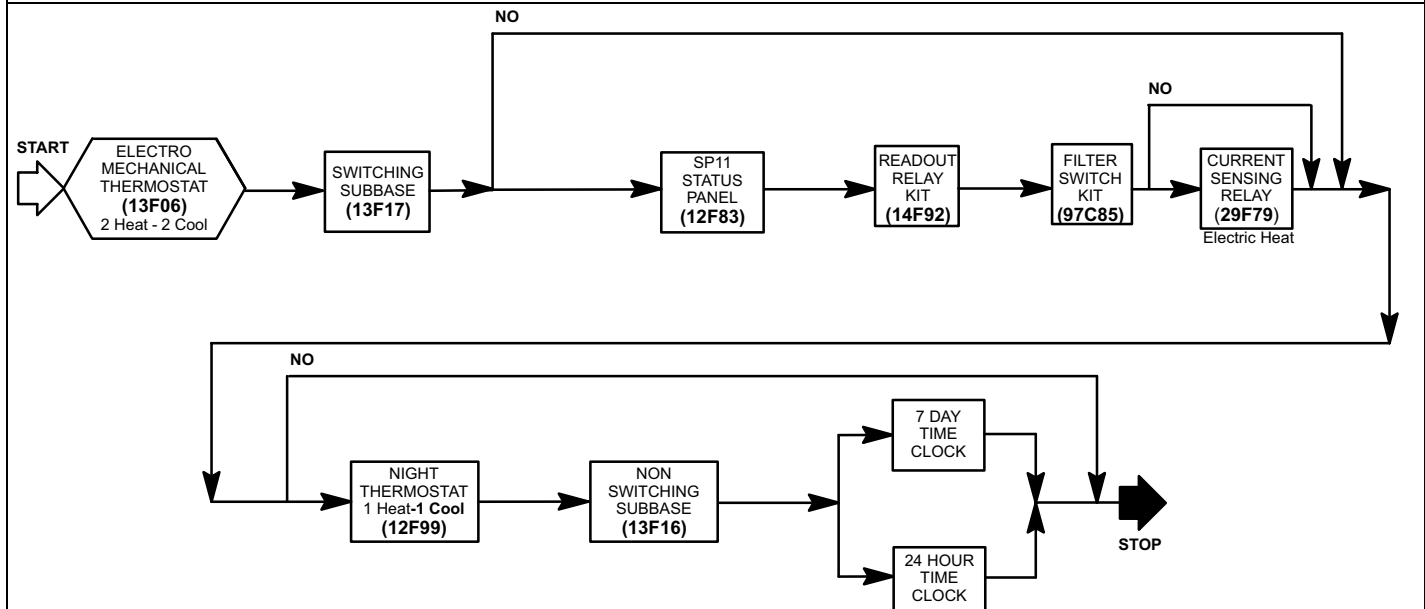 NO
NO
START
ELECTRO
MECHANICAL
THERMOSTAT
(13F06)
2 Heat - 2 Cool
SWITCHING
SUBBASE
(13F17)
SP11
STATUS
PANEL
(12F83)
READOUT
RELAY
KIT
(14F92)
FILTER
SWITCH
KIT
(97C85)
CURRENT
SENSING
RELAY
(29F79)
Electric Heat
NO
NIGHT
THERMOSTAT
1 Heat-1 Cool
(12F99)
NON
SWITCHING
SUBBASE
(13F16)
7 DAY
TIME
CLOCK
24 HOUR
TIME
CLOCK
STOP